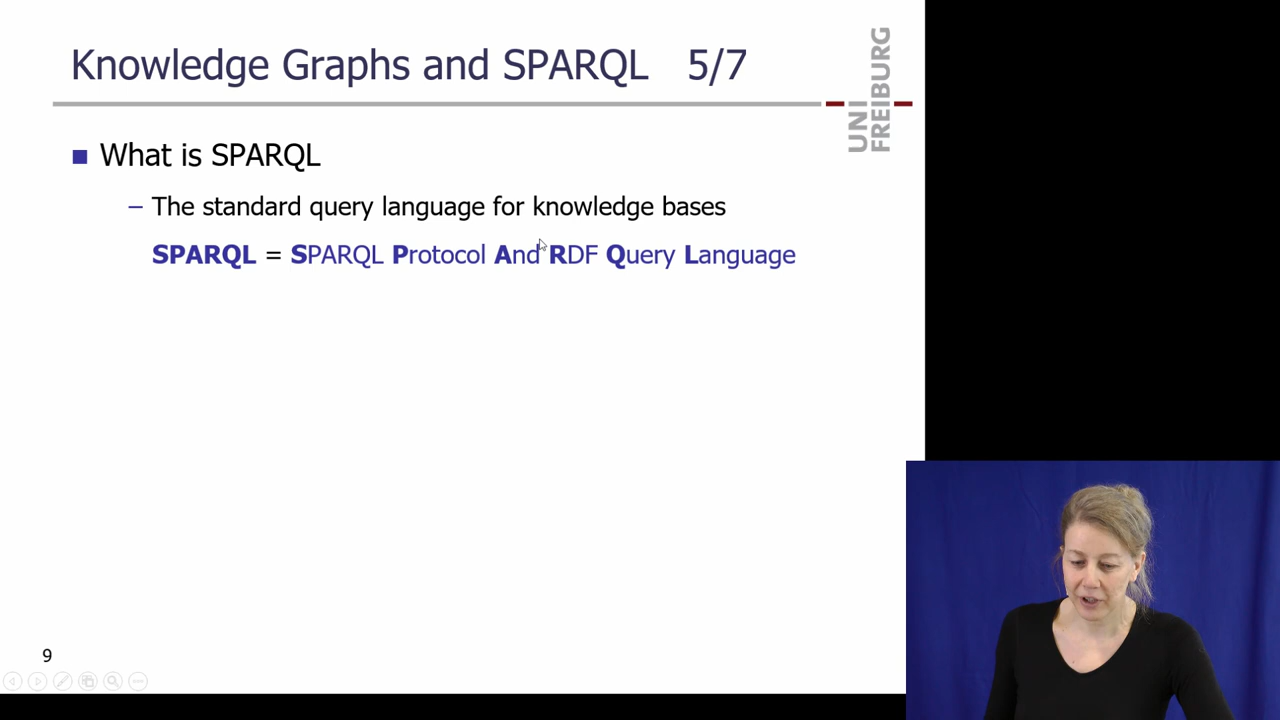 Knowledge Graphs and SPARQL 5/7
UNI
FREIBURG
What is SPARQL
– The standard query language for knowledge bases
SPARQL = SPARQL Protocol And RDF Query Language
9